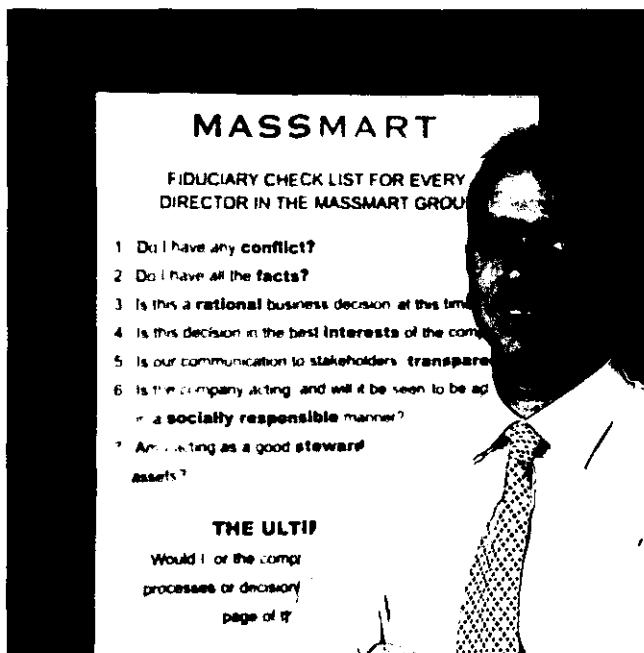 MASSMART
FIDUCIARY CHECK LIST FOR EVERY
DIRECTOR IN THE MASSMART GROU
1 Do I have any conflict?
2 Do I have all the facts?
3 Is this a rational business decision at this tim
4 Is this decision in the best interests of the comp
5 Is our communication to stakeholders transpare
6 Is the company acting and will it be seen to be
in a socially responsible manner?
7 Am I acting as a good steward
assets?
THE ULTI
Would I or the comp
processes or decision
page of